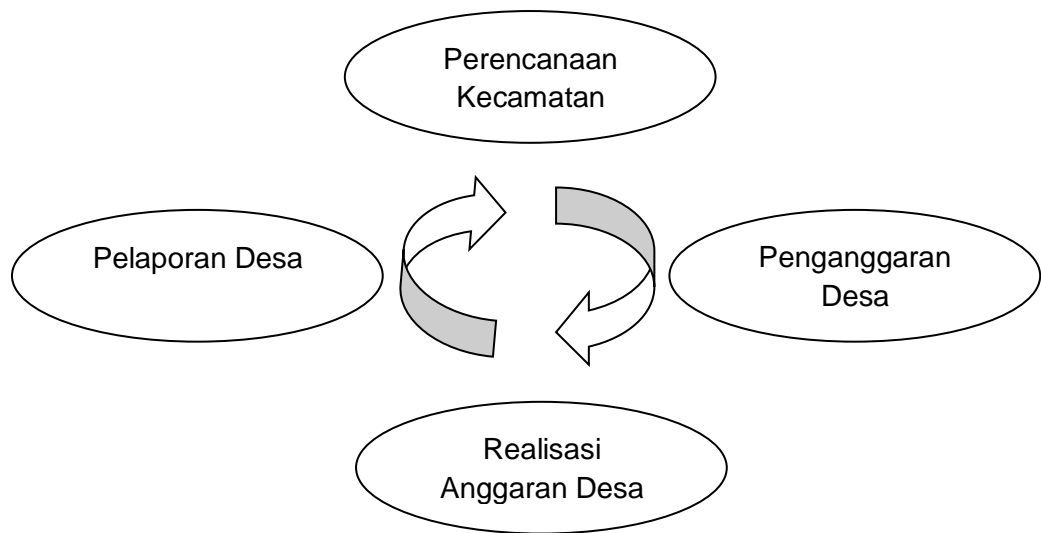 Perencanaan
Kecamatan
Pelaporan Desa
Penganggaran
Desa
Realisasi
Anggaran Desa